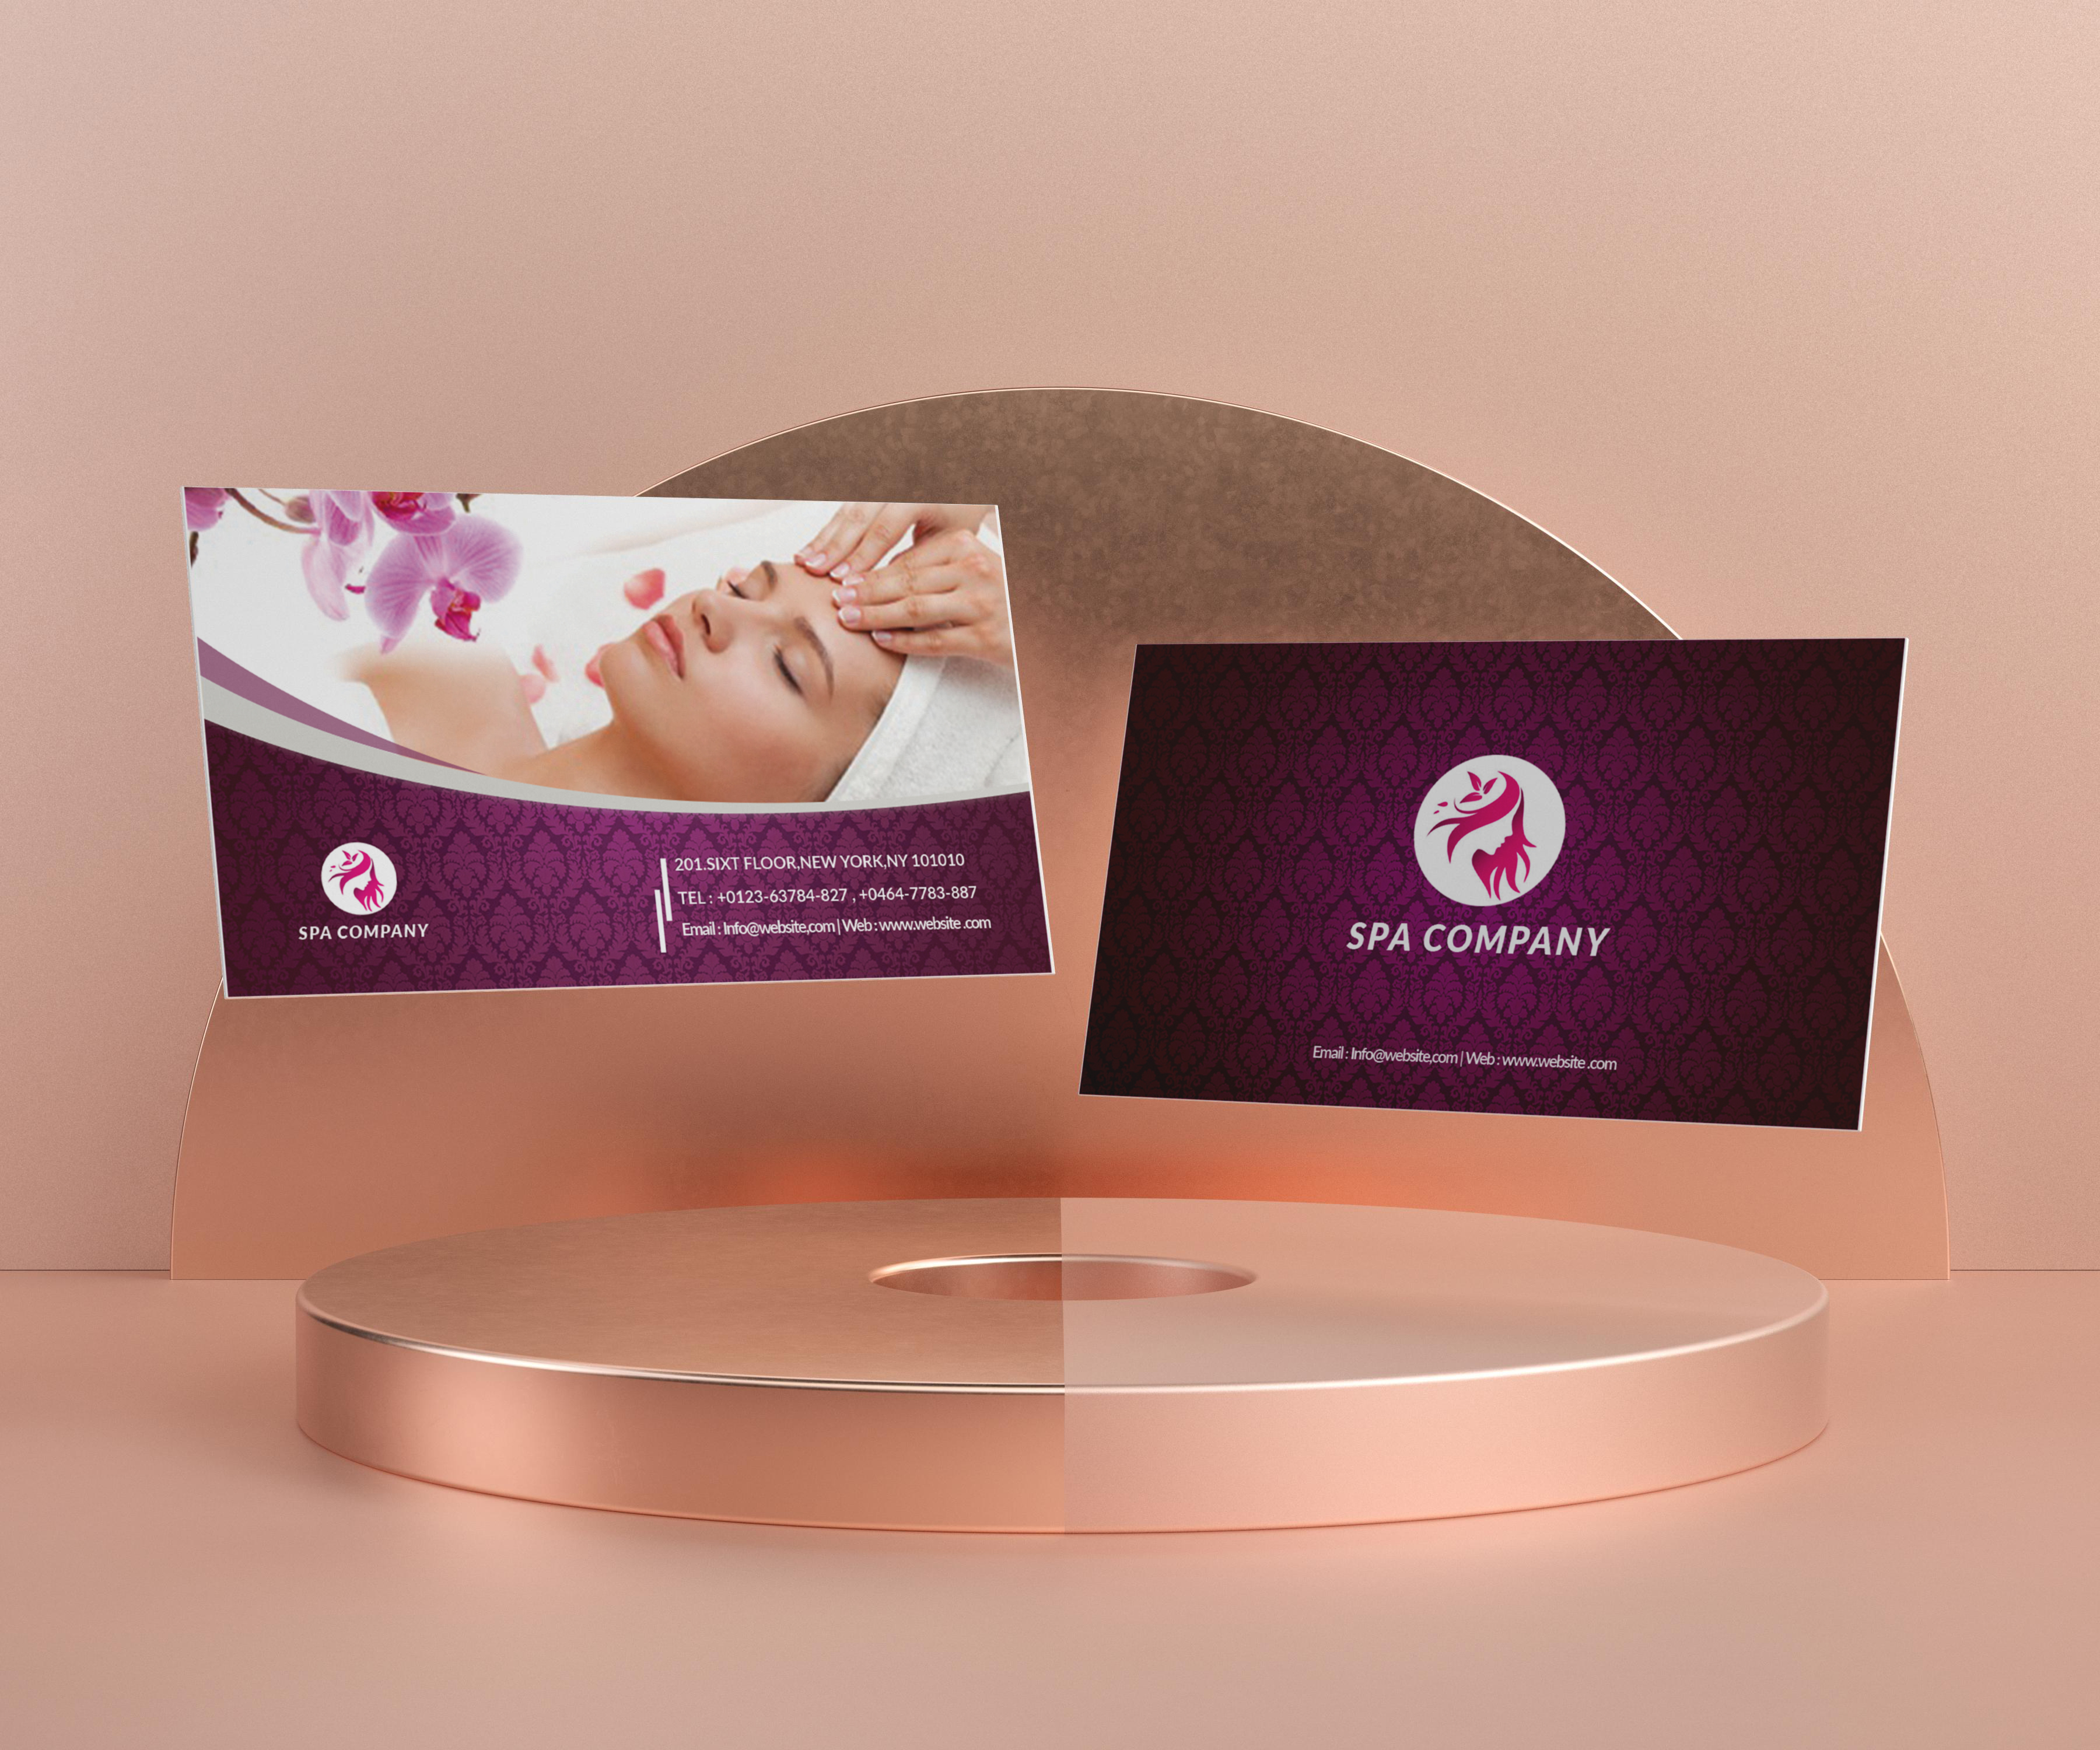 201.SIXT FLOOR,NEW YORK,NY 101010
TEL : +0123-63784-827 , +0464-7783-887
Email : Info@website,com | Web : www.website .com
SPA COMPANY
SPA COMPANY
Email : Info@website,com | Web : www.website .com